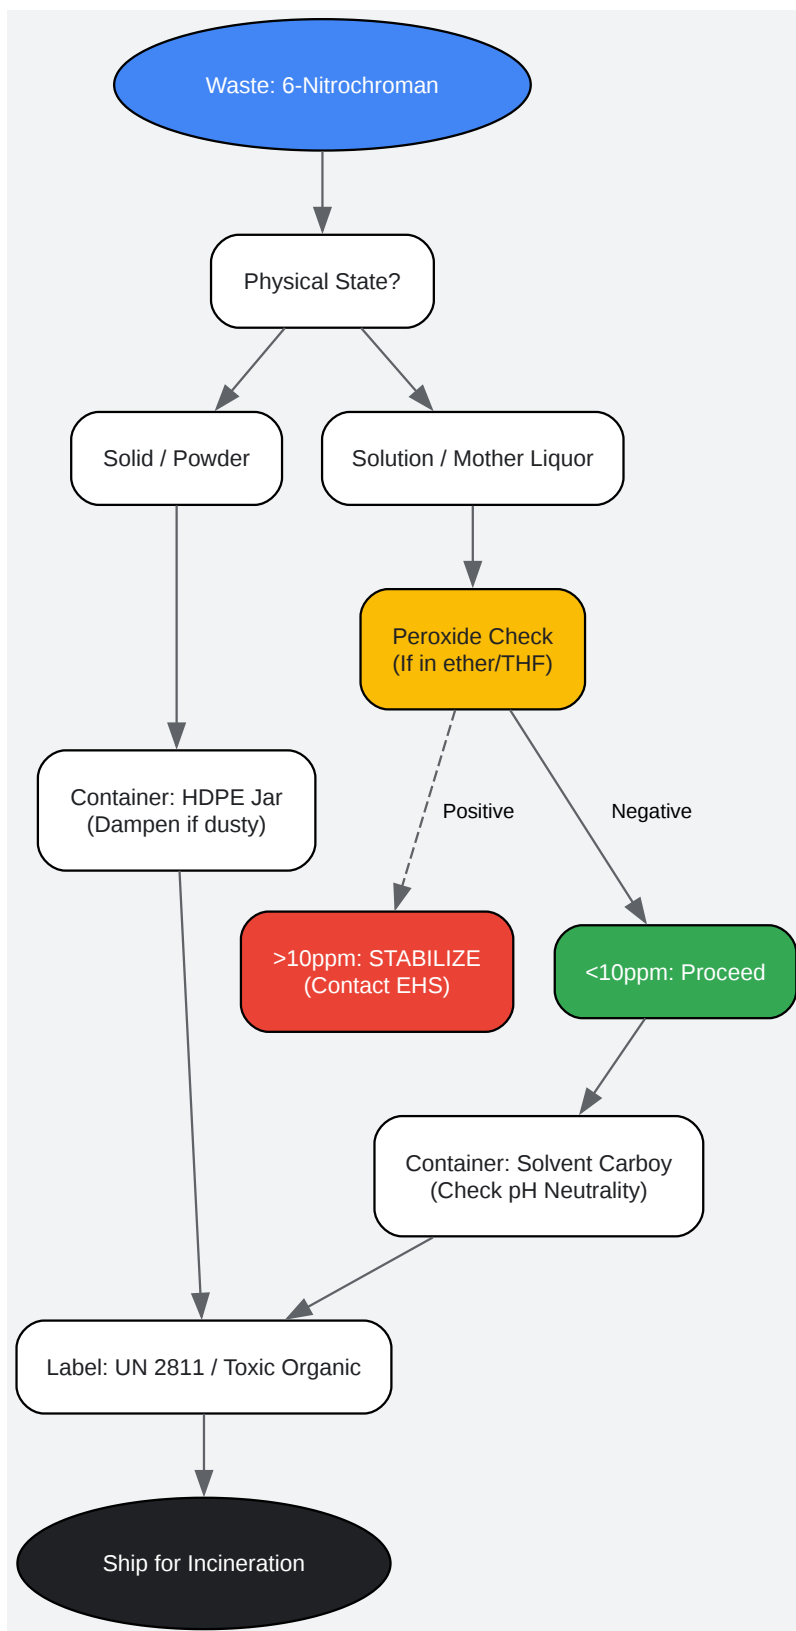 Waste: 6-Nitrochroman
Physical State?
Solid / Powder
Solution / Mother Liquor
Peroxide Check
(If in ether/THF)
Container: HDPE Jar
(Dampen if dusty)
Positive
Negative
>10ppm: STABILIZE
(Contact EHS)
<10ppm: Proceed
Container: Solvent Carboy
(Check pH Neutrality)
Label: UN 2811 / Toxic Organic
Ship for Incineration